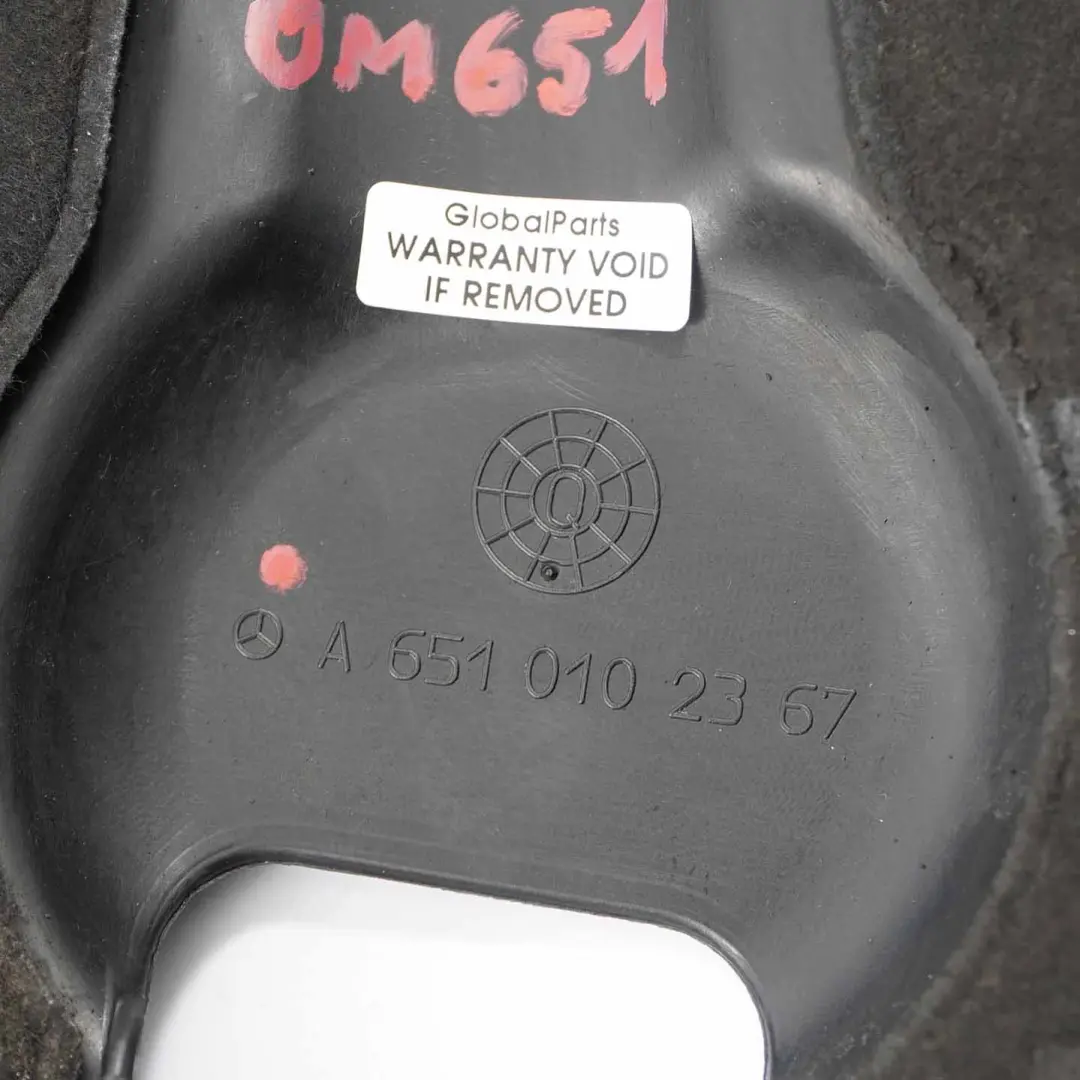 OM651
GlobalParts
WARRANTY VOID
IF REMOVED
Q
A 651 010 23 67